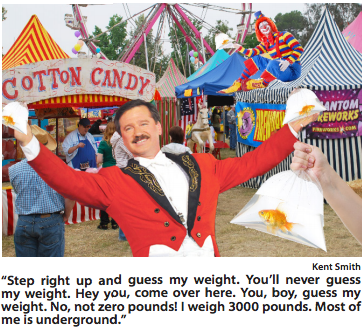 COTTON CANDY
FIREWORKS
Kent Smith
"Step right up and guess my weight. You'll never guess
my weight. Hey you, come over here. You, boy, guess my
weight. No, not zero pounds! I weigh 3000 pounds. Most of
me is underground."